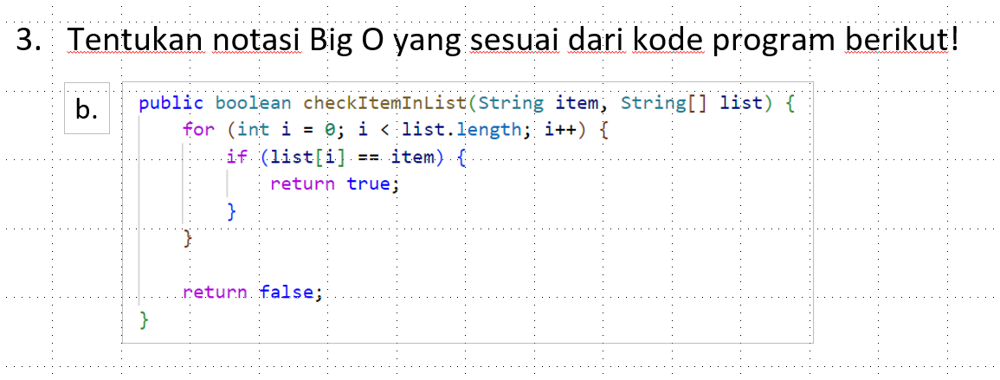 3. Tentukan notasi Big O yang sesuai dari kode program berikut!
b.
public boolean checkItemInList(String item, String[] list) {
for (int i = 0; i < list.length; i++) {
if (list[i] == item) {
return true;
}
}
return false;
}